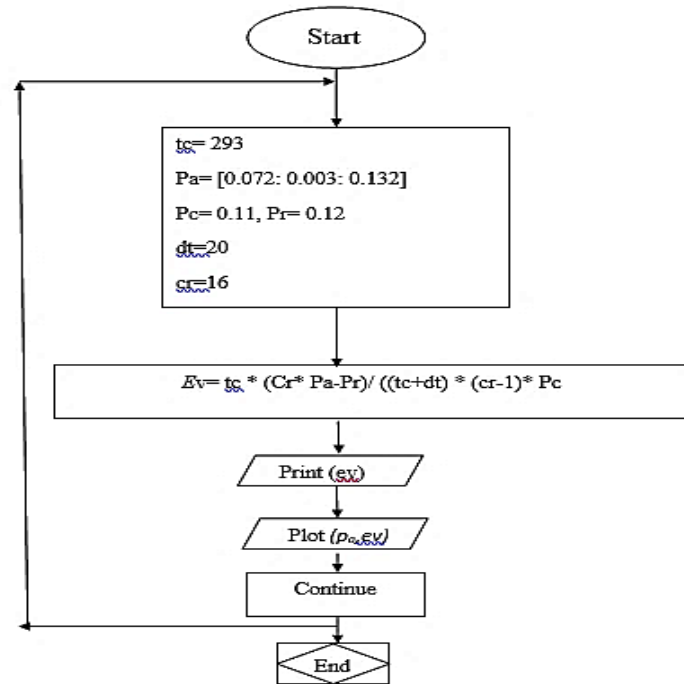 Start
tc= 293
Pa= [0.072: 0.003: 0.132]
Pc= 0.11, Pr= 0.12
dt=20
cr=16
Ev= tc * (Cr* Pa-Pr)/ ((tc+dt) * (cr-1)* Pc
Print (ev)
Plot (pₐ,ev)
Continue
End